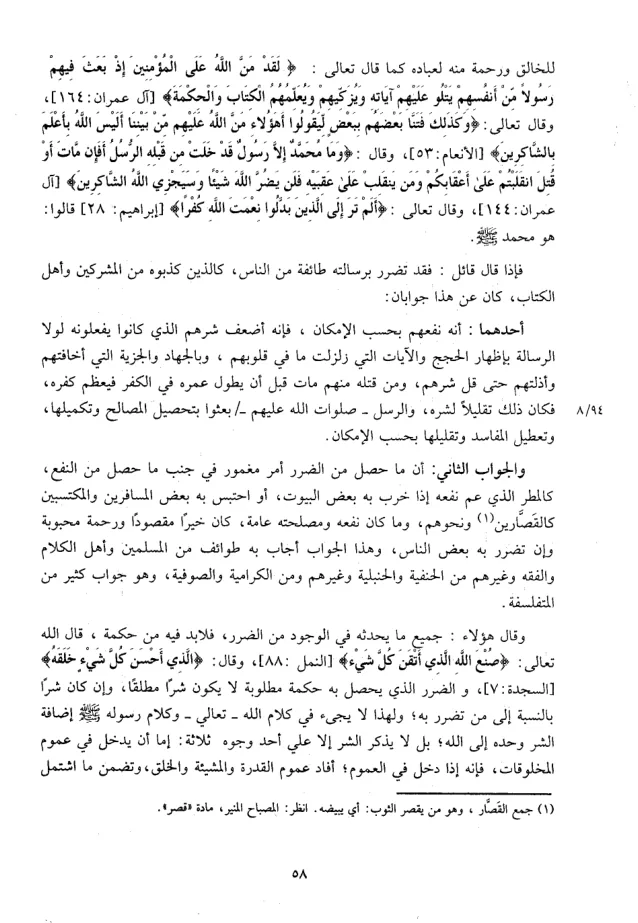 للخالق ورحمة منه لعباده كما قال تعالى : ﴿ لَقَدْ مَنَّ اللَّهُ عَلَى الْمُؤْمِنِينَ إِذْ بَعَثَ فِيهِمْ
رَسُولاً مِّنْ أَنفُسِهِمْ يَتْلُو عَلَيْهِمْ آيَاتِهِ وَيُزَكِّيهِمْ وَيُعَلِّمُهُمُ الْكِتَابَ وَالْحِكْمَةَ﴾ [آل عمران:١٦٤]،
وقال تعالى:﴿وَكَذَلِكَ فَتَنَّا بَعْضَهُم بِبَعْضٍ لِّيَقُولُوا أَهَؤُلاءِ مَنَّ اللَّهُ عَلَيْهِم مِّنْ بَيْنِنَا أَلَيْسَ اللَّهُ بِأَعْلَمَ
بِالشَّاكِرِينَ﴾ [الأنعام:٥٣]، وقال :﴿وَمَا مُحَمَّدٌ إِلاَّ رَسُولٌ قَدْ خَلَتْ مِن قَبْلِهِ الرُّسُلُ أَفَإِن مَّاتَ أَوْ
قُتِلَ انقَلَبْتُمْ عَلَىٰ أَعْقَابِكُمْ وَمَن يَنقَلِبْ عَلَىٰ عَقِبَيْهِ فَلَن يَضُرَّ اللَّهَ شَيْئًا وَسَيَجْزِي اللَّهُ الشَّاكِرِينَ﴾ [آل
عمران:١٤٤]، وقال تعالى :﴿أَلَمْ تَرَ إِلَى الَّذِينَ بَدَّلُوا نِعْمَتَ اللَّهِ كُفْرًا﴾ [إبراهيم: ٢٨] قالوا:
هو محمد ﷺ.
فإذا قال قائل : فقد تضرر برسالته طائفة من الناس، كالذين كذبوه من المشركين وأهل
الكتاب، كان عن هذا جوابان:
أحدهما : أنه نفعهم بحسب الإمكان ، فإنه أضعف شرهم الذي كانوا يفعلونه لولا
الرسالة بإظهار الحجج والآيات التي زلزلت ما في قلوبهم ، وبالجهاد والجزية التي أخافتهم
وأذلتهم حتى قل شرهم، ومن قتله منهم مات قبل أن يطول عمره في الكفر فيعظم كفره،
فكان ذلك تقليلاً لشره، والرسل ـ صلوات الله عليهم ـ/ بعثوا بتحصيل المصالح وتكميلها، ٨/٩٤
وتعطيل المفاسد وتقليلها بحسب الإمكان.
والجواب الثاني: أن ما حصل من الضرر أمر مغمور في جنب ما حصل من النفع،
كالمطر الذي عم نفعه إذا خرب به بعض البيوت، أو احتبس به بعض المسافرين والمكتسبين
كالقَصَّارين(١) ونحوهم، وما كان نفعه ومصلحته عامة، كان خيرًا مقصودًا ورحمة محبوبة
وإن تضرر به بعض الناس، وهذا الجواب أجاب به طوائف من المسلمين وأهل الكلام
والفقه وغيرهم من الحنفية والحنبلية وغيرهم ومن الكرامية والصوفية، وهو جواب كثير من
المتفلسفة.
وقال هؤلاء : جميع ما يحدثه في الوجود من الضرر، فلابد فيه من حكمة ، قال الله
تعالى: ﴿صُنْعَ اللَّهِ الَّذِي أَتْقَنَ كُلَّ شَيْءٍ﴾ [النمل :٨٨]، وقال: ﴿الَّذِي أَحْسَنَ كُلَّ شَيْءٍ خَلَقَهُ﴾
[السجدة:٧]، و الضرر الذي يحصل به حكمة مطلوبة لا يكون شرًا مطلقًا، وإن كان شرًا
بالنسبة إلى من تضرر به؛ ولهذا لا يجيء في كلام الله ـ تعالي ـ وكلام رسوله ﷺ إضافة
الشر وحده إلى الله؛ بل لا يذكر الشر إلا علي أحد وجوه ثلاثة: إما أن يدخل في عموم
المخلوقات، فإنه إذا دخل في العموم؛ أفاد عموم القدرة والمشيئة والخلق،وتضمن ما اشتمل
(١) جمع القَصَّار ، وهو من يقصر الثوب: أي يبيضه. انظر: المصباح المنير، مادة «قصر».
٥٨